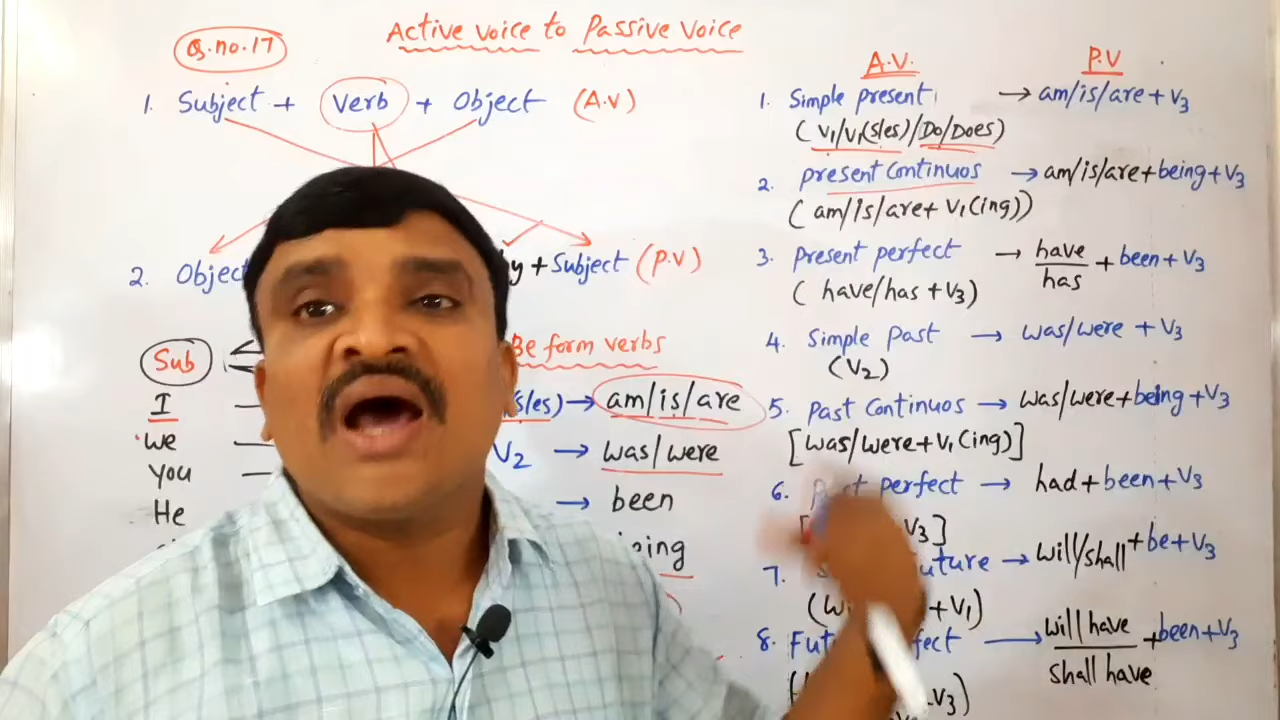 Active voice to Passive voice
Q.no.17
1. Subject + Verb + Object (A.V)
2. Object by + Subject (P.V)
Sub
Be form verbs
I (s/es) → am/is/are
we V2 → was/were
you → been
He being
A.V. P.V
1. Simple present → am/is/are + V3
(V1/V1(s/es)/Do/Does)
2. present Continuos → am/is/are + being + V3
(am/is/are + V1(ing))
3. Present perfect → have/has + been + V3
(have/has + V3)
4. Simple Past → was/were + V3
(V2)
5. Past Continuos → was/were + being + V3
[was/were + V1(ing)]
6. Past perfect → had + been + V3
V3]
7. → will/shall + be + V3
+ V1)
8. → will have/shall have + been + V3
V3)